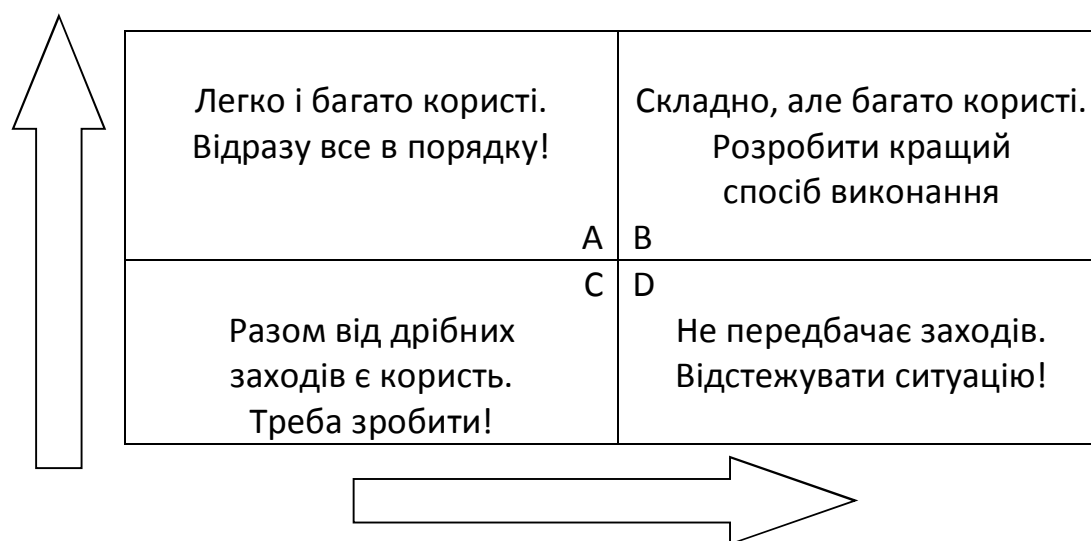 Легко і багато користі.
Відразу все в порядку!
A
Складно, але багато користі.
Розробити кращий
спосіб виконання
B
C
Разом від дрібних
заходів є користь.
Треба зробити!
D
Не передбачає заходів.
Відстежувати ситуацію!